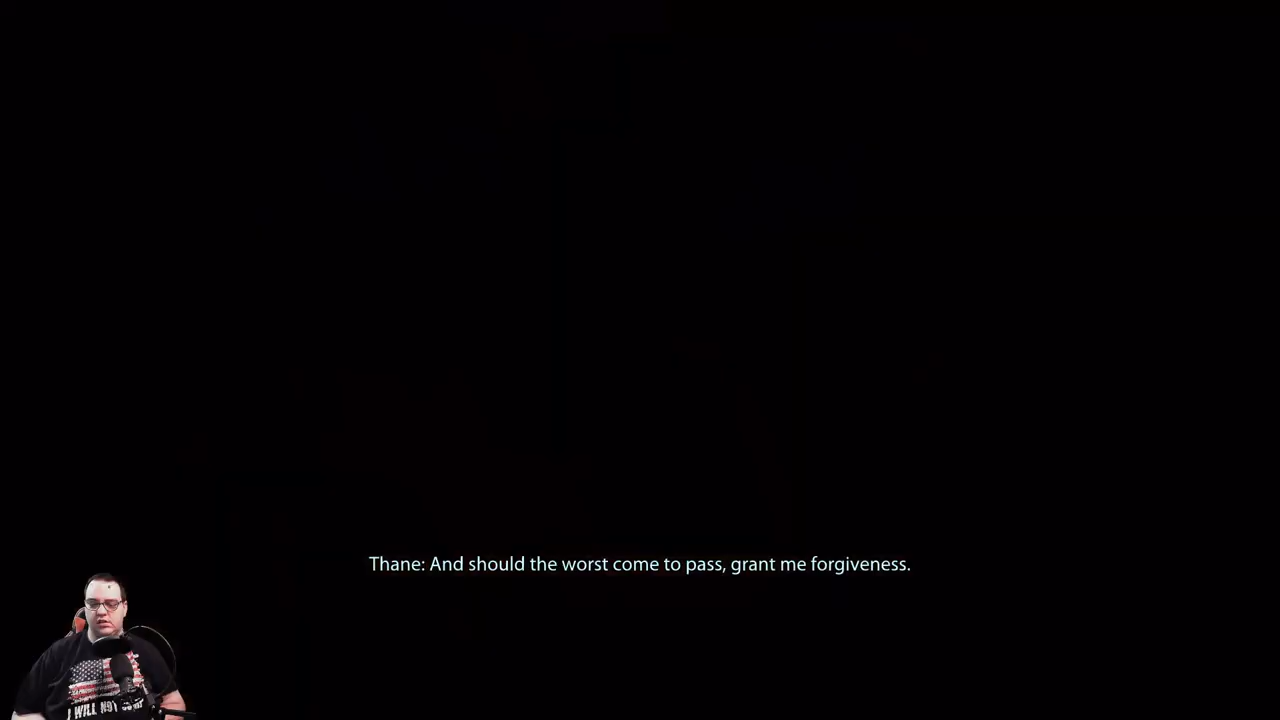 Thane: And should the worst come to pass, grant me forgiveness.
I WILL NOT